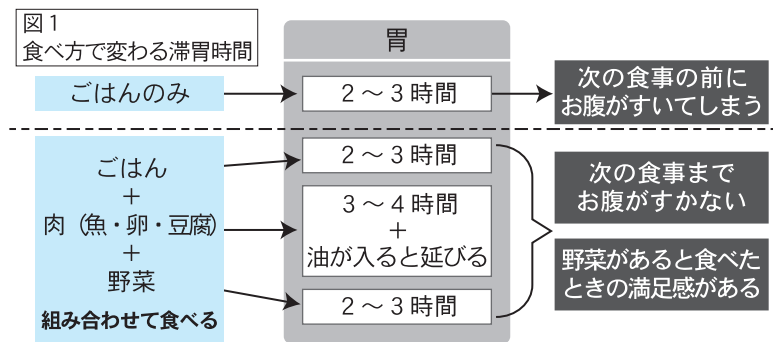 図1
食べ方で変わる滞胃時間
胃
ごはんのみ
2～3時間
次の食事の前に
お腹がすいてしまう
ごはん
+
肉（魚・卵・豆腐）
+
野菜
組み合わせて食べる
2～3時間
3～4時間
+
油が入ると延びる
2～3時間
次の食事まで
お腹がすかない
野菜があると食べた
ときの満足感がある